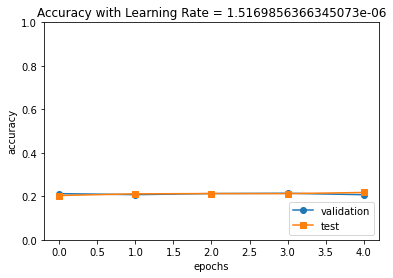 Accuracy with Learning Rate = 1.5169856366345073e-06
1.0
0.8
0.6
0.4
0.2
0.0
accuracy
validation
test
0.0 0.5 1.0 1.5 2.0 2.5 3.0 3.5 4.0
epochs